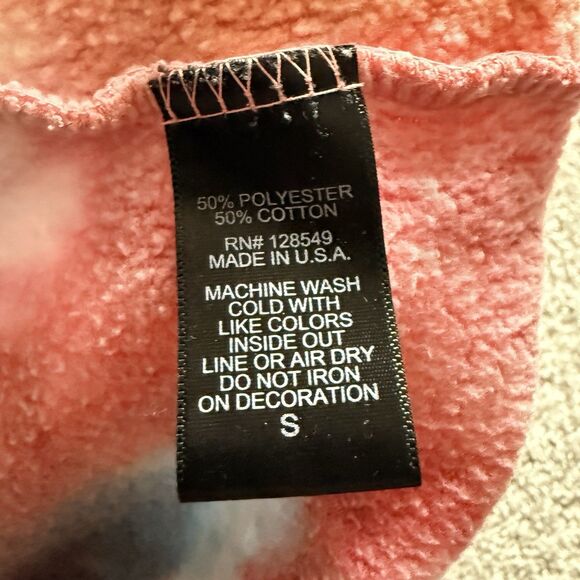 50% POLYESTER
50% COTTON
RN# 128549
MADE IN U.S.A.
MACHINE WASH
COLD WITH
LIKE COLORS
INSIDE OUT
LINE OR AIR DRY
DO NOT IRON
ON DECORATION
S